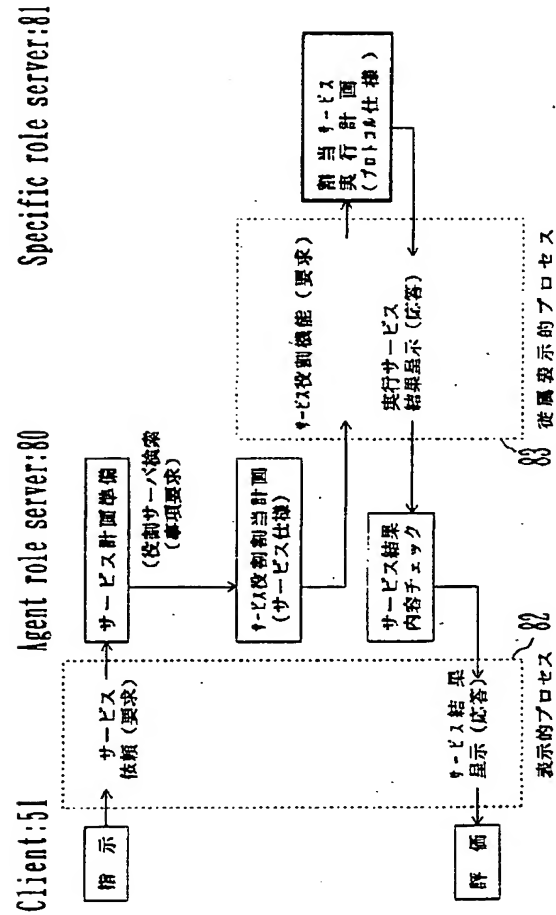 Client:51
Agent role server:80
Specific role server:81
指示
サービス
依頼(要求)
サービス計画準備
(役割サーバ検索
(事項要求)
サービス役割割当計画
(サービス仕様)
サービス役割機能(要求)
割当サービス
実行計画
(プロトコル仕様)
実行サービス
結果呈示(応答)
サービス結果
内容チェック
サービス結果
呈示(応答)
評価
82
表示的プロセス
83
従属表示的プロセス